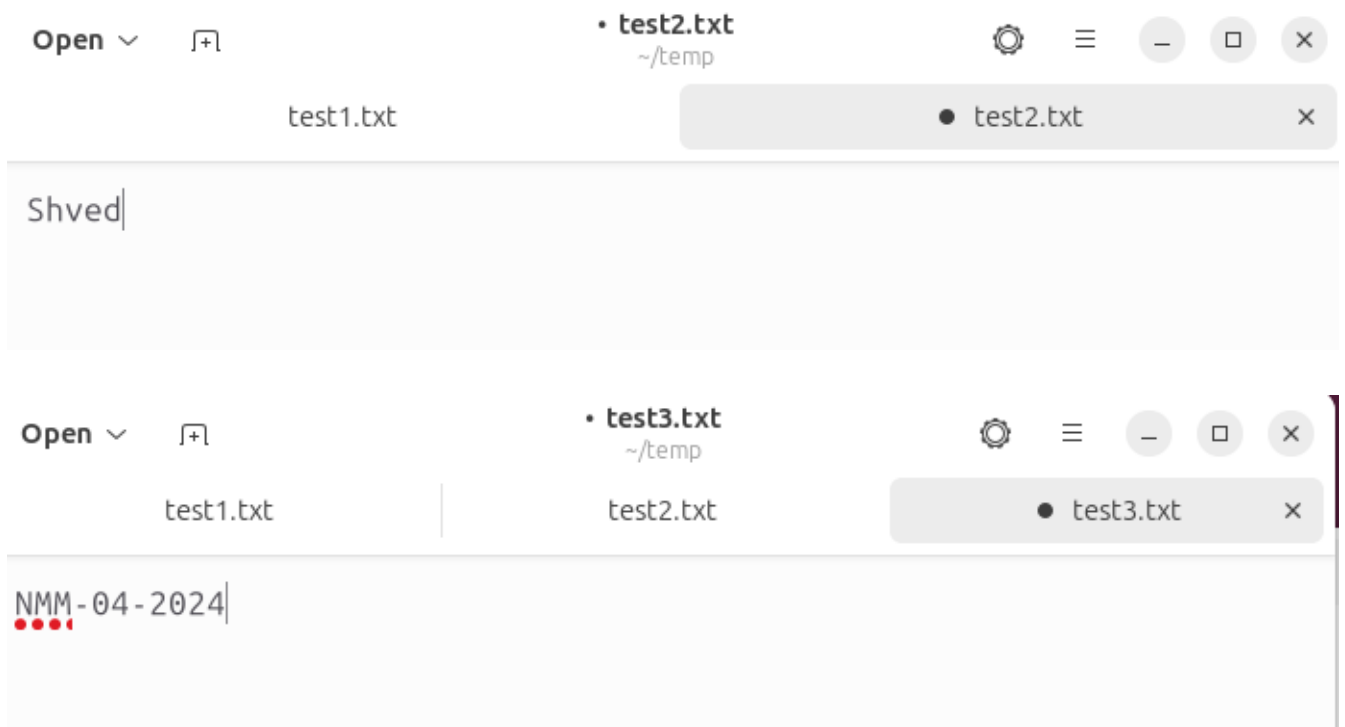 Open
• test2.txt
~/temp
test1.txt
● test2.txt
Shved
Open
• test3.txt
~/temp
test1.txt
test2.txt
● test3.txt
NMM-04-2024